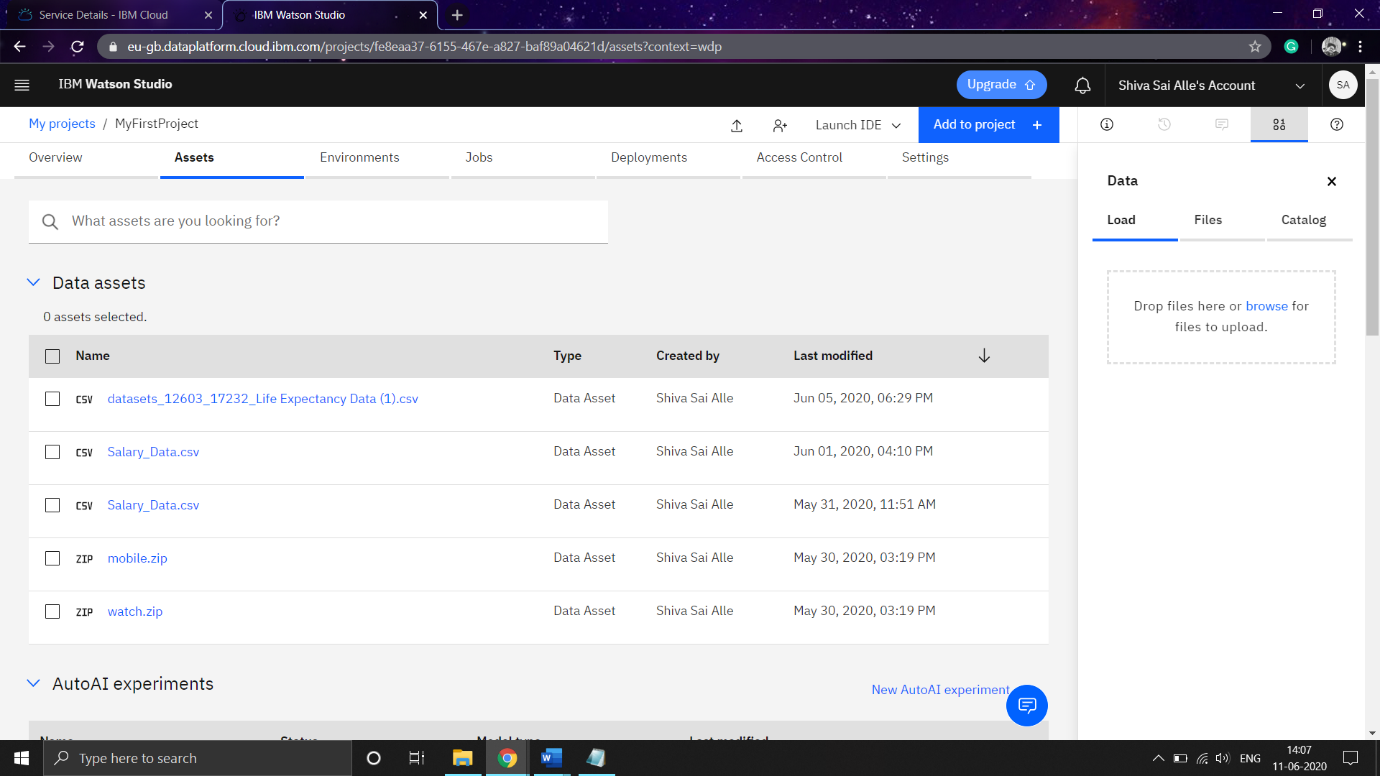 Service Details - IBM Cloud
IBM Watson Studio
eu-gb.dataplatform.cloud.ibm.com/projects/fe8eaa37-6155-467e-a827-baf89a04621d/assets?context=wdp
IBM Watson Studio
Upgrade
Shiva Sai Alle's Account
SA
My projects / MyFirstProject
Launch IDE
Add to project +
Overview
Assets
Environments
Jobs
Deployments
Access Control
Settings
What assets are you looking for?
Data assets
0 assets selected.
Name Type Created by Last modified
CSV datasets_12603_17232_Life Expectancy Data (1).csv Data Asset Shiva Sai Alle Jun 05, 2020, 06:29 PM
CSV Salary_Data.csv Data Asset Shiva Sai Alle Jun 01, 2020, 04:10 PM
CSV Salary_Data.csv Data Asset Shiva Sai Alle May 31, 2020, 11:51 AM
ZIP mobile.zip Data Asset Shiva Sai Alle May 30, 2020, 03:19 PM
ZIP watch.zip Data Asset Shiva Sai Alle May 30, 2020, 03:19 PM
AutoAI experiments
New AutoAI experiment
Name Status Model type Last modified
Data
Load
Files
Catalog
Drop files here or browse for
files to upload.
Type here to search
ENG
14:07
11-06-2020